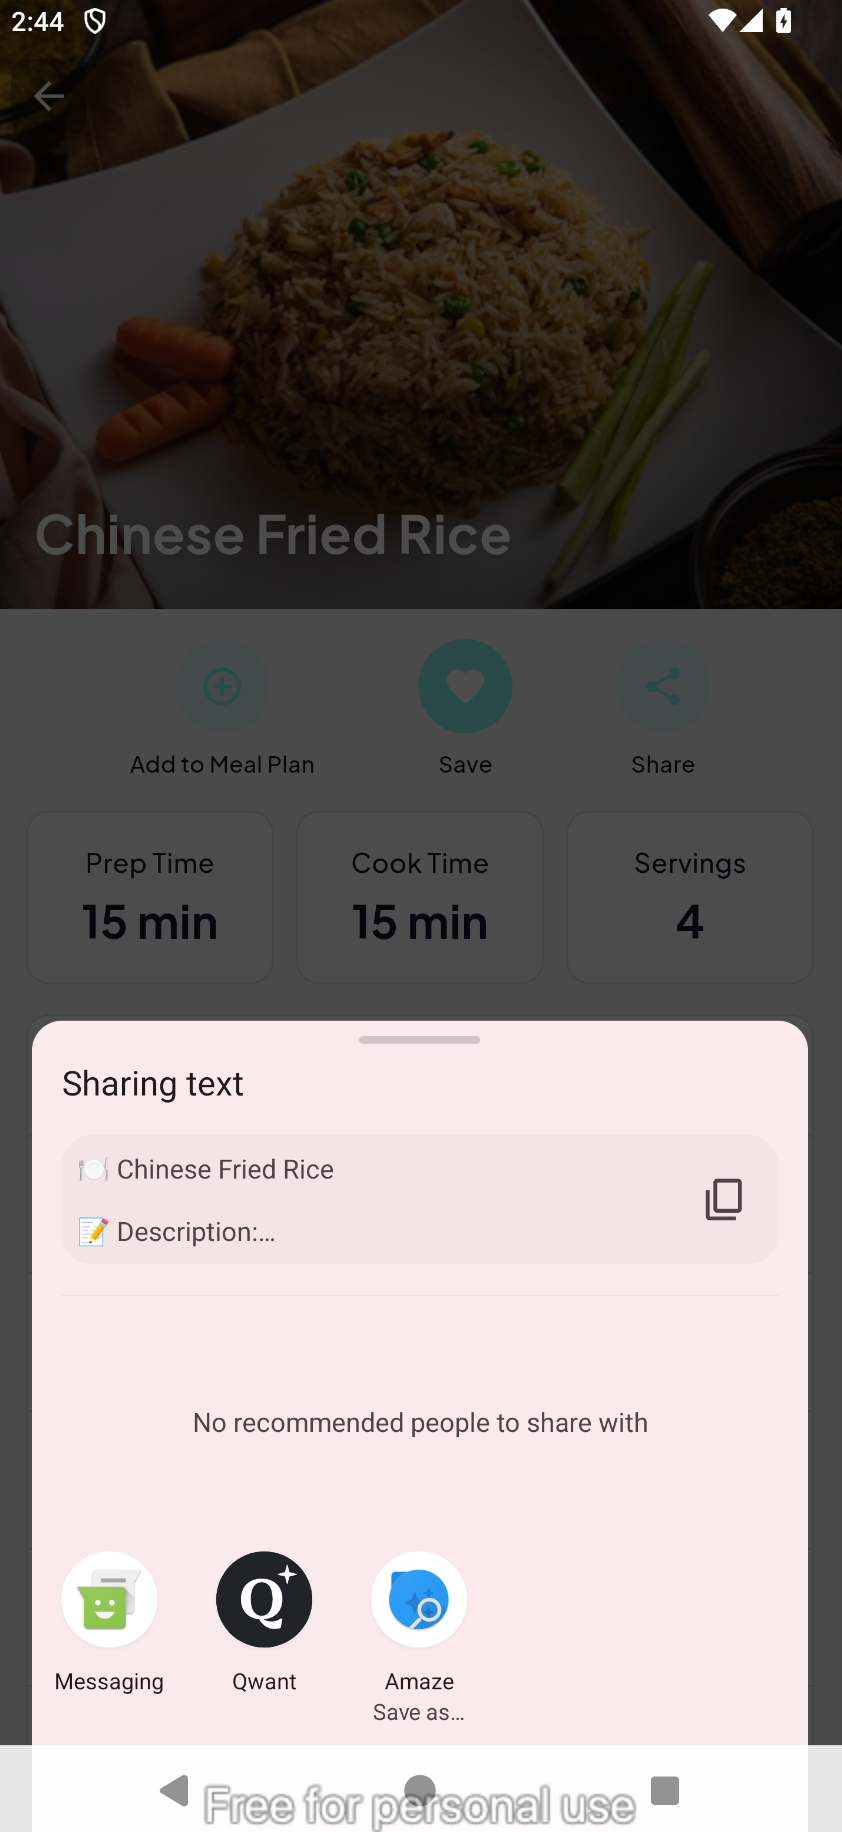 2:44
Chinese Fried Rice
Add to Meal Plan
Save
Share
Prep Time
Cook Time
Servings
15 min
15 min
4
Sharing text
🍽️ Chinese Fried Rice
📝 Description:...
No recommended people to share with
Q
Messaging
Qwant
Amaze
Save as...
Free for personal use